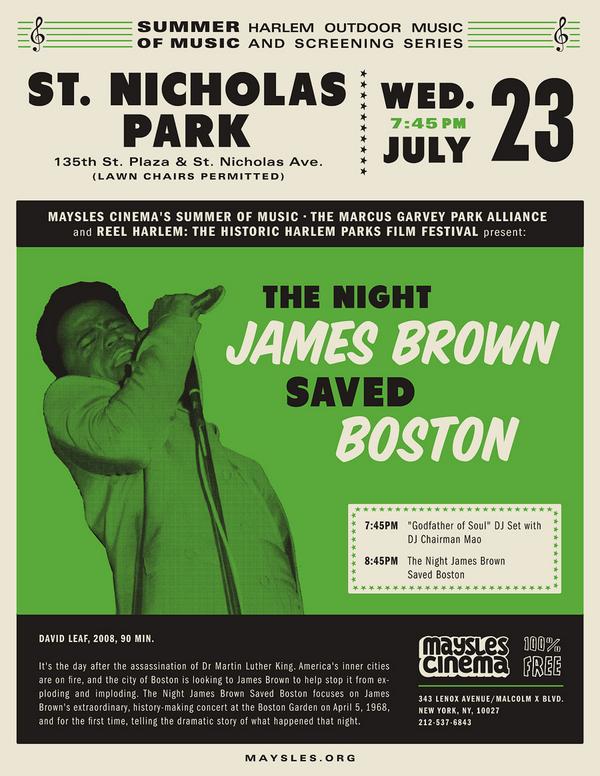 SUMMER HARLEM OUTDOOR MUSIC
OF MUSIC AND SCREENING SERIES
ST. NICHOLAS
PARK
135th St. Plaza & St. Nicholas Ave.
(LAWN CHAIRS PERMITTED)
WED.
7:45 PM
JULY
23
MAYSLES CINEMA'S SUMMER OF MUSIC · THE MARCUS GARVEY PARK ALLIANCE
and REEL HARLEM: THE HISTORIC HARLEM PARKS FILM FESTIVAL present:
THE NIGHT
JAMES BROWN
SAVED
BOSTON
7:45PM "Godfather of Soul" DJ Set with
DJ Chairman Mao
8:45PM The Night James Brown
Saved Boston
DAVID LEAF, 2008, 90 MIN.
It's the day after the assassination of Dr Martin Luther King. America's inner cities
are on fire, and the city of Boston is looking to James Brown to help stop it from ex-
ploding and imploding. The Night James Brown Saved Boston focuses on James
Brown's extraordinary, history-making concert at the Boston Garden on April 5, 1968,
and for the first time, telling the dramatic story of what happened that night.
maysles
cinema
100%
FREE
343 LENOX AVENUE/MALCOLM X BLVD.
NEW YORK, NY, 10027
212-537-6843
MAYSLES.ORG